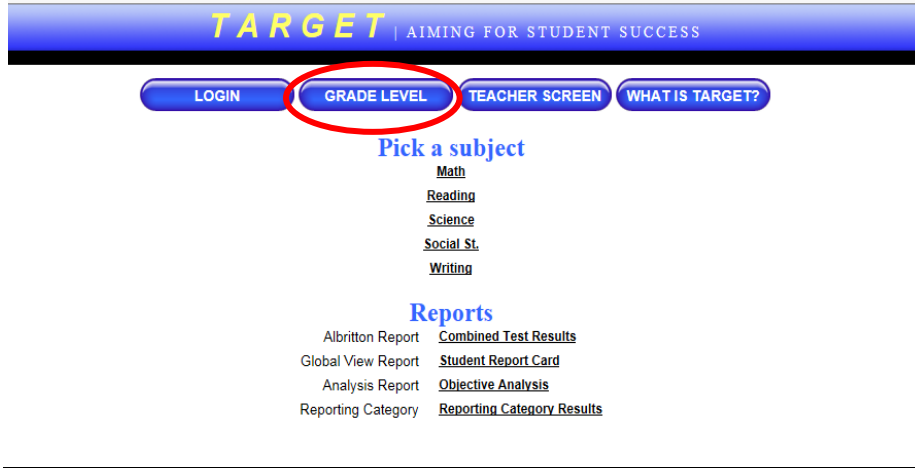 TARGET | AIMING FOR STUDENT SUCCESS
LOGIN GRADE LEVEL TEACHER SCREEN WHAT IS TARGET?
Pick a subject
Math
Reading
Science
Social St.
Writing
Reports
Albritton Report Combined Test Results
Global View Report Student Report Card
Analysis Report Objective Analysis
Reporting Category Reporting Category Results